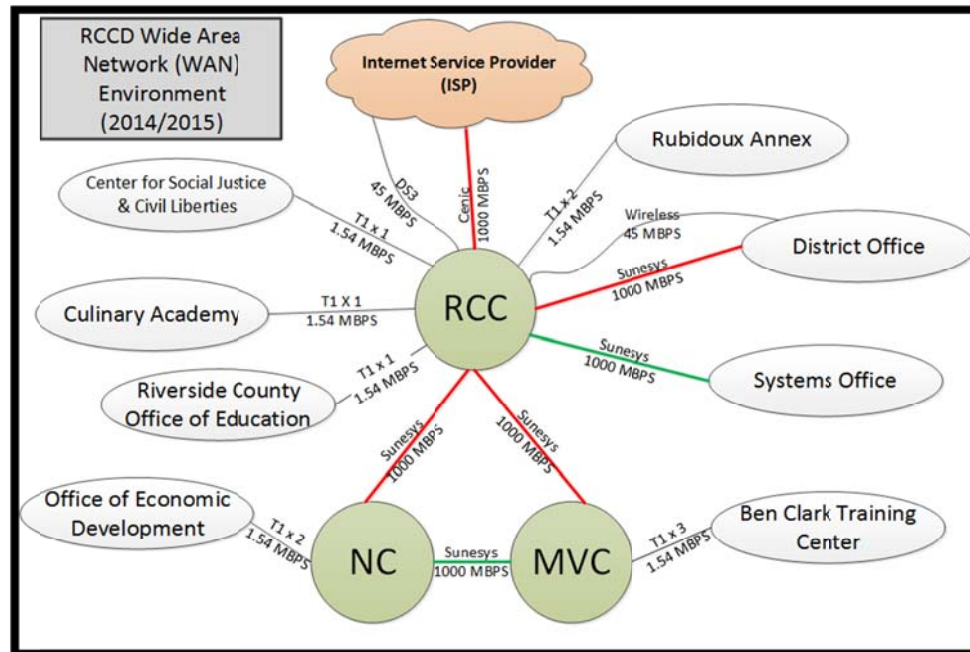 RCCD Wide Area
Network (WAN)
Environment
(2014/2015)
Internet Service Provider
(ISP)
Rubidoux Annex
Center for Social Justice
& Civil Liberties
DS3
45 MBPS
Cenic
1000 MBPS
T1 x 2
1.54 MBPS
T1 x 1
1.54 MBPS
Wireless
45 MBPS
District Office
Sunesys
1000 MBPS
Culinary Academy
T1 X 1
1.54 MBPS
RCC
Sunesys
1000 MBPS
Systems Office
Riverside County
Office of Education
T1 x 1
1.54 MBPS
Sunesys
1000 MBPS
Sunesys
1000 MBPS
Office of Economic
Development
T1 x 2
1.54 MBPS
NC
Sunesys
1000 MBPS
MVC
T1 x 3
1.54 MBPS
Ben Clark Training
Center